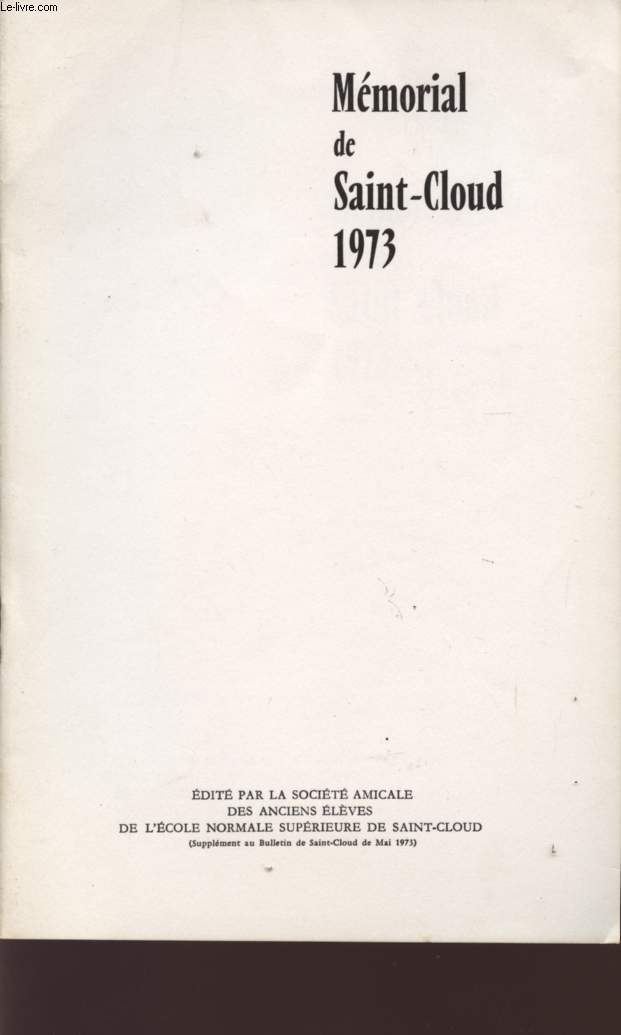 Le-livre.com
Mémorial
de
Saint-Cloud
1973
ÉDITÉ PAR LA SOCIÉTÉ AMICALE
DES ANCIENS ÉLÈVES
DE L'ÉCOLE NORMALE SUPÉRIEURE DE SAINT-CLOUD
(Supplément au Bulletin de Saint-Cloud de Mai 1973)